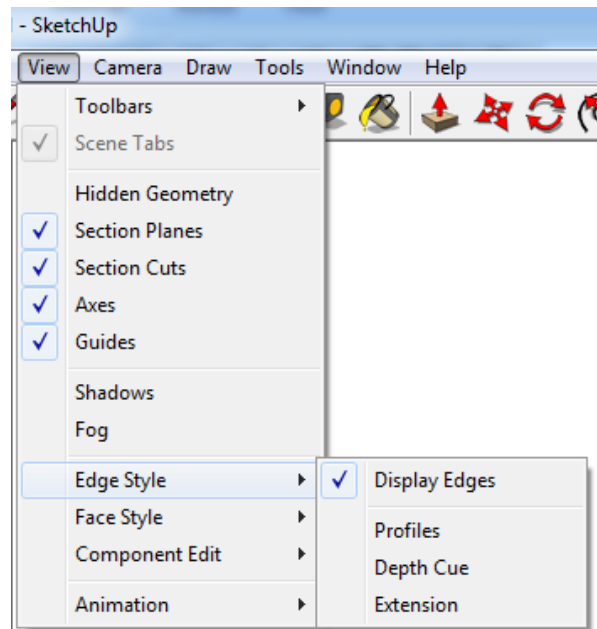 - SketchUp
View Camera Draw Tools Window Help
Toolbars
Scene Tabs
Hidden Geometry
Section Planes
Section Cuts
Axes
Guides
Shadows
Fog
Edge Style
Face Style
Component Edit
Animation
Display Edges
Profiles
Depth Cue
Extension